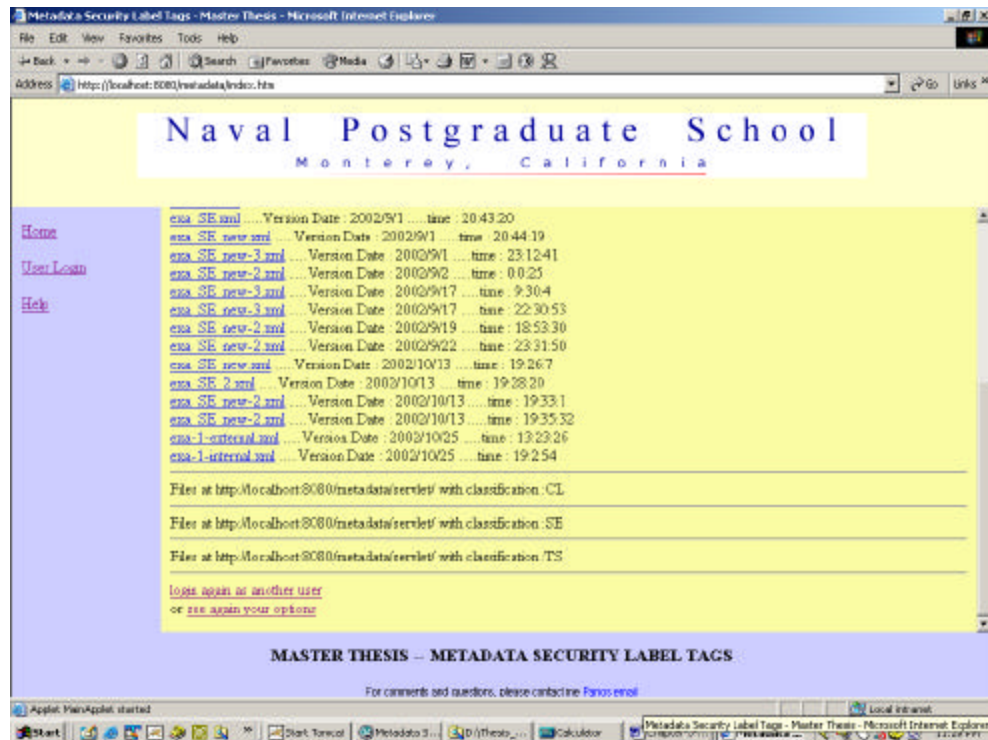 Metadata Security Label Tags - Master Thesis - Microsoft Internet Explorer
File Edit View Favorites Tools Help
Back Search Favorites Media
Address http://localhost:8080/metadata/index.htm Go Links
Naval Postgraduate School
Monterey, California
Home
User Login
Help
exa_SE.xml .....Version Date : 2002/9/1 .....time : 20:43:20
exa_SE_new.xml .....Version Date : 2002/9/1 .....time : 20:44:19
exa_SE_new-3.xml .....Version Date : 2002/9/1 .....time : 23:12:41
exa_SE_new-2.xml .....Version Date : 2002/9/2 .....time : 0:0:25
exa_SE_new-3.xml .....Version Date : 2002/9/17 .....time : 9:30:4
exa_SE_new-3.xml .....Version Date : 2002/9/17 .....time : 22:30:53
exa_SE_new-2.xml .....Version Date : 2002/9/19 .....time : 18:53:30
exa_SE_new-2.xml .....Version Date : 2002/9/22 .....time : 23:31:50
exa_SE_new.xml .....Version Date : 2002/10/13 .....time : 19:26:7
exa_SE_2.xml .....Version Date : 2002/10/13 .....time : 19:28:20
exa_SE_new-2.xml .....Version Date : 2002/10/13 .....time : 19:33:1
exa_SE_new-2.xml .....Version Date : 2002/10/13 .....time : 19:35:32
exa-1-external.xml .....Version Date : 2002/10/25 .....time : 13:23:26
exa-1-internal.xml .....Version Date : 2002/10/25 .....time : 19:2:54
Files at http://localhost:8080/metadata/servlet/ with classification :CL
Files at http://localhost:8080/metadata/servlet/ with classification :SE
Files at http://localhost:8080/metadata/servlet/ with classification :TS
login again as another user
or see again your options
MASTER THESIS -- METADATA SECURITY LABEL TAGS
For comments and questions, please contact me Panos email
Applet MainApplet started Local intranet
Start Start Tomcat Metadata S... D:\Thesis_... Calculator
Metadata Security Label Tags - Master Thesis - Microsoft Internet Explorer